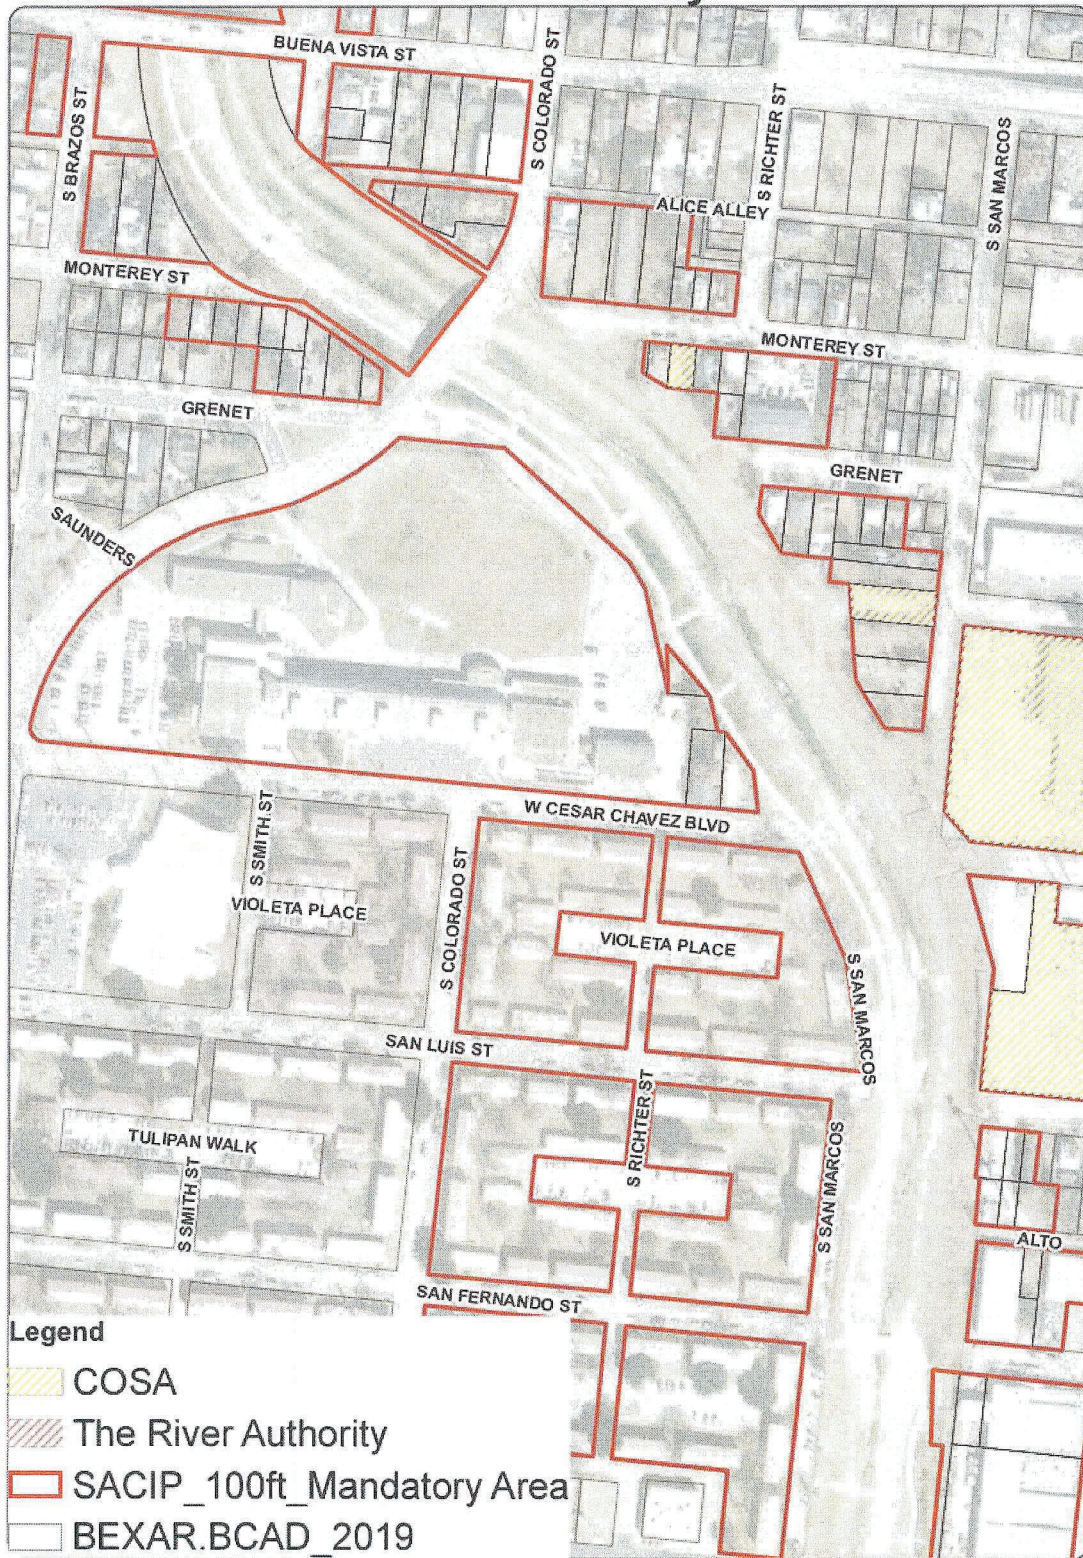 BUENA VISTA ST
S COLORADO ST
S BRAZOS ST
S RICHTER ST
S SAN MARCOS
ALICE ALLEY
MONTEREY ST
MONTEREY ST
GRENET
GRENET
SAUNDERS
W CESAR CHAVEZ BLVD
S SMITH ST
S COLORADO ST
VIOLETA PLACE
VIOLETA PLACE
S SAN MARCOS
SAN LUIS ST
S RICHTER ST
TULIPAN WALK
S SMITH ST
S SAN MARCOS
ALTO
SAN FERNANDO ST
Legend
COSA
The River Authority
SACIP_100ft_Mandatory Area
BEXAR.BCAD_2019